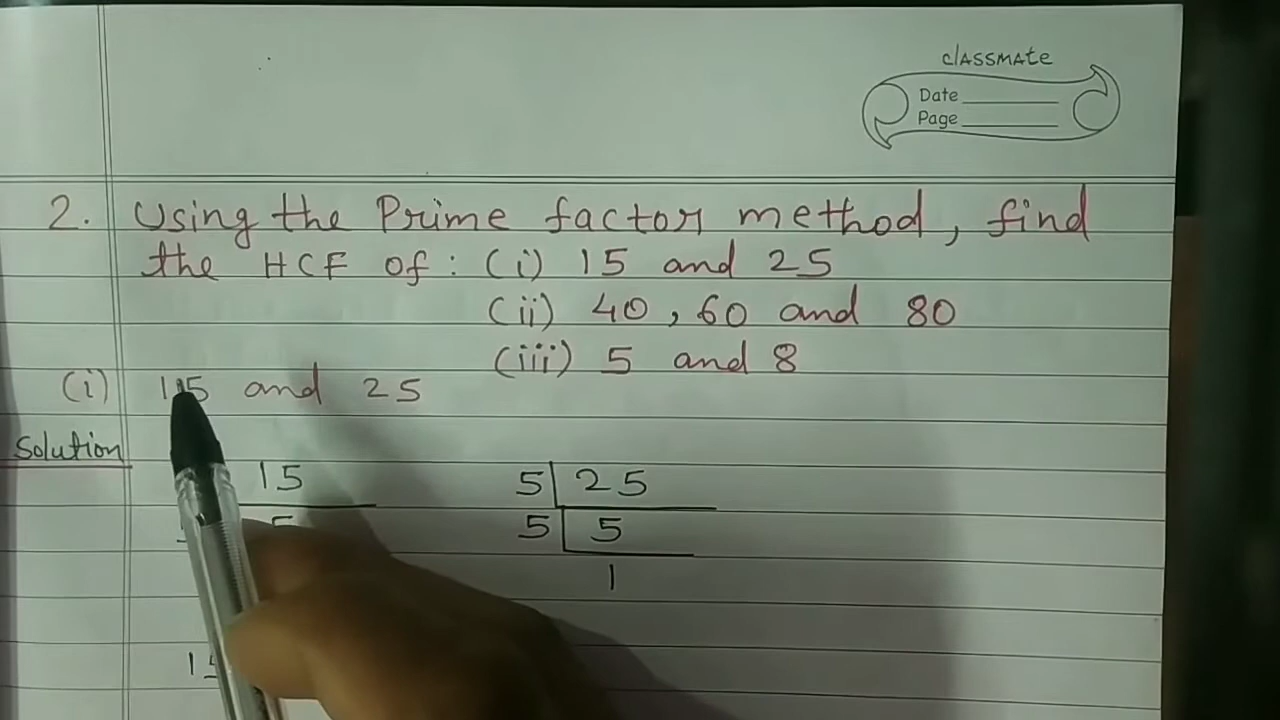 classmate
Date
Page
2. Using the Prime factor method, find
the HCF of: (i) 15 and 25
(ii) 40, 60 and 80
(iii) 5 and 8
(i) 15 and 25
Solution
15
5 25
5
5 5
1